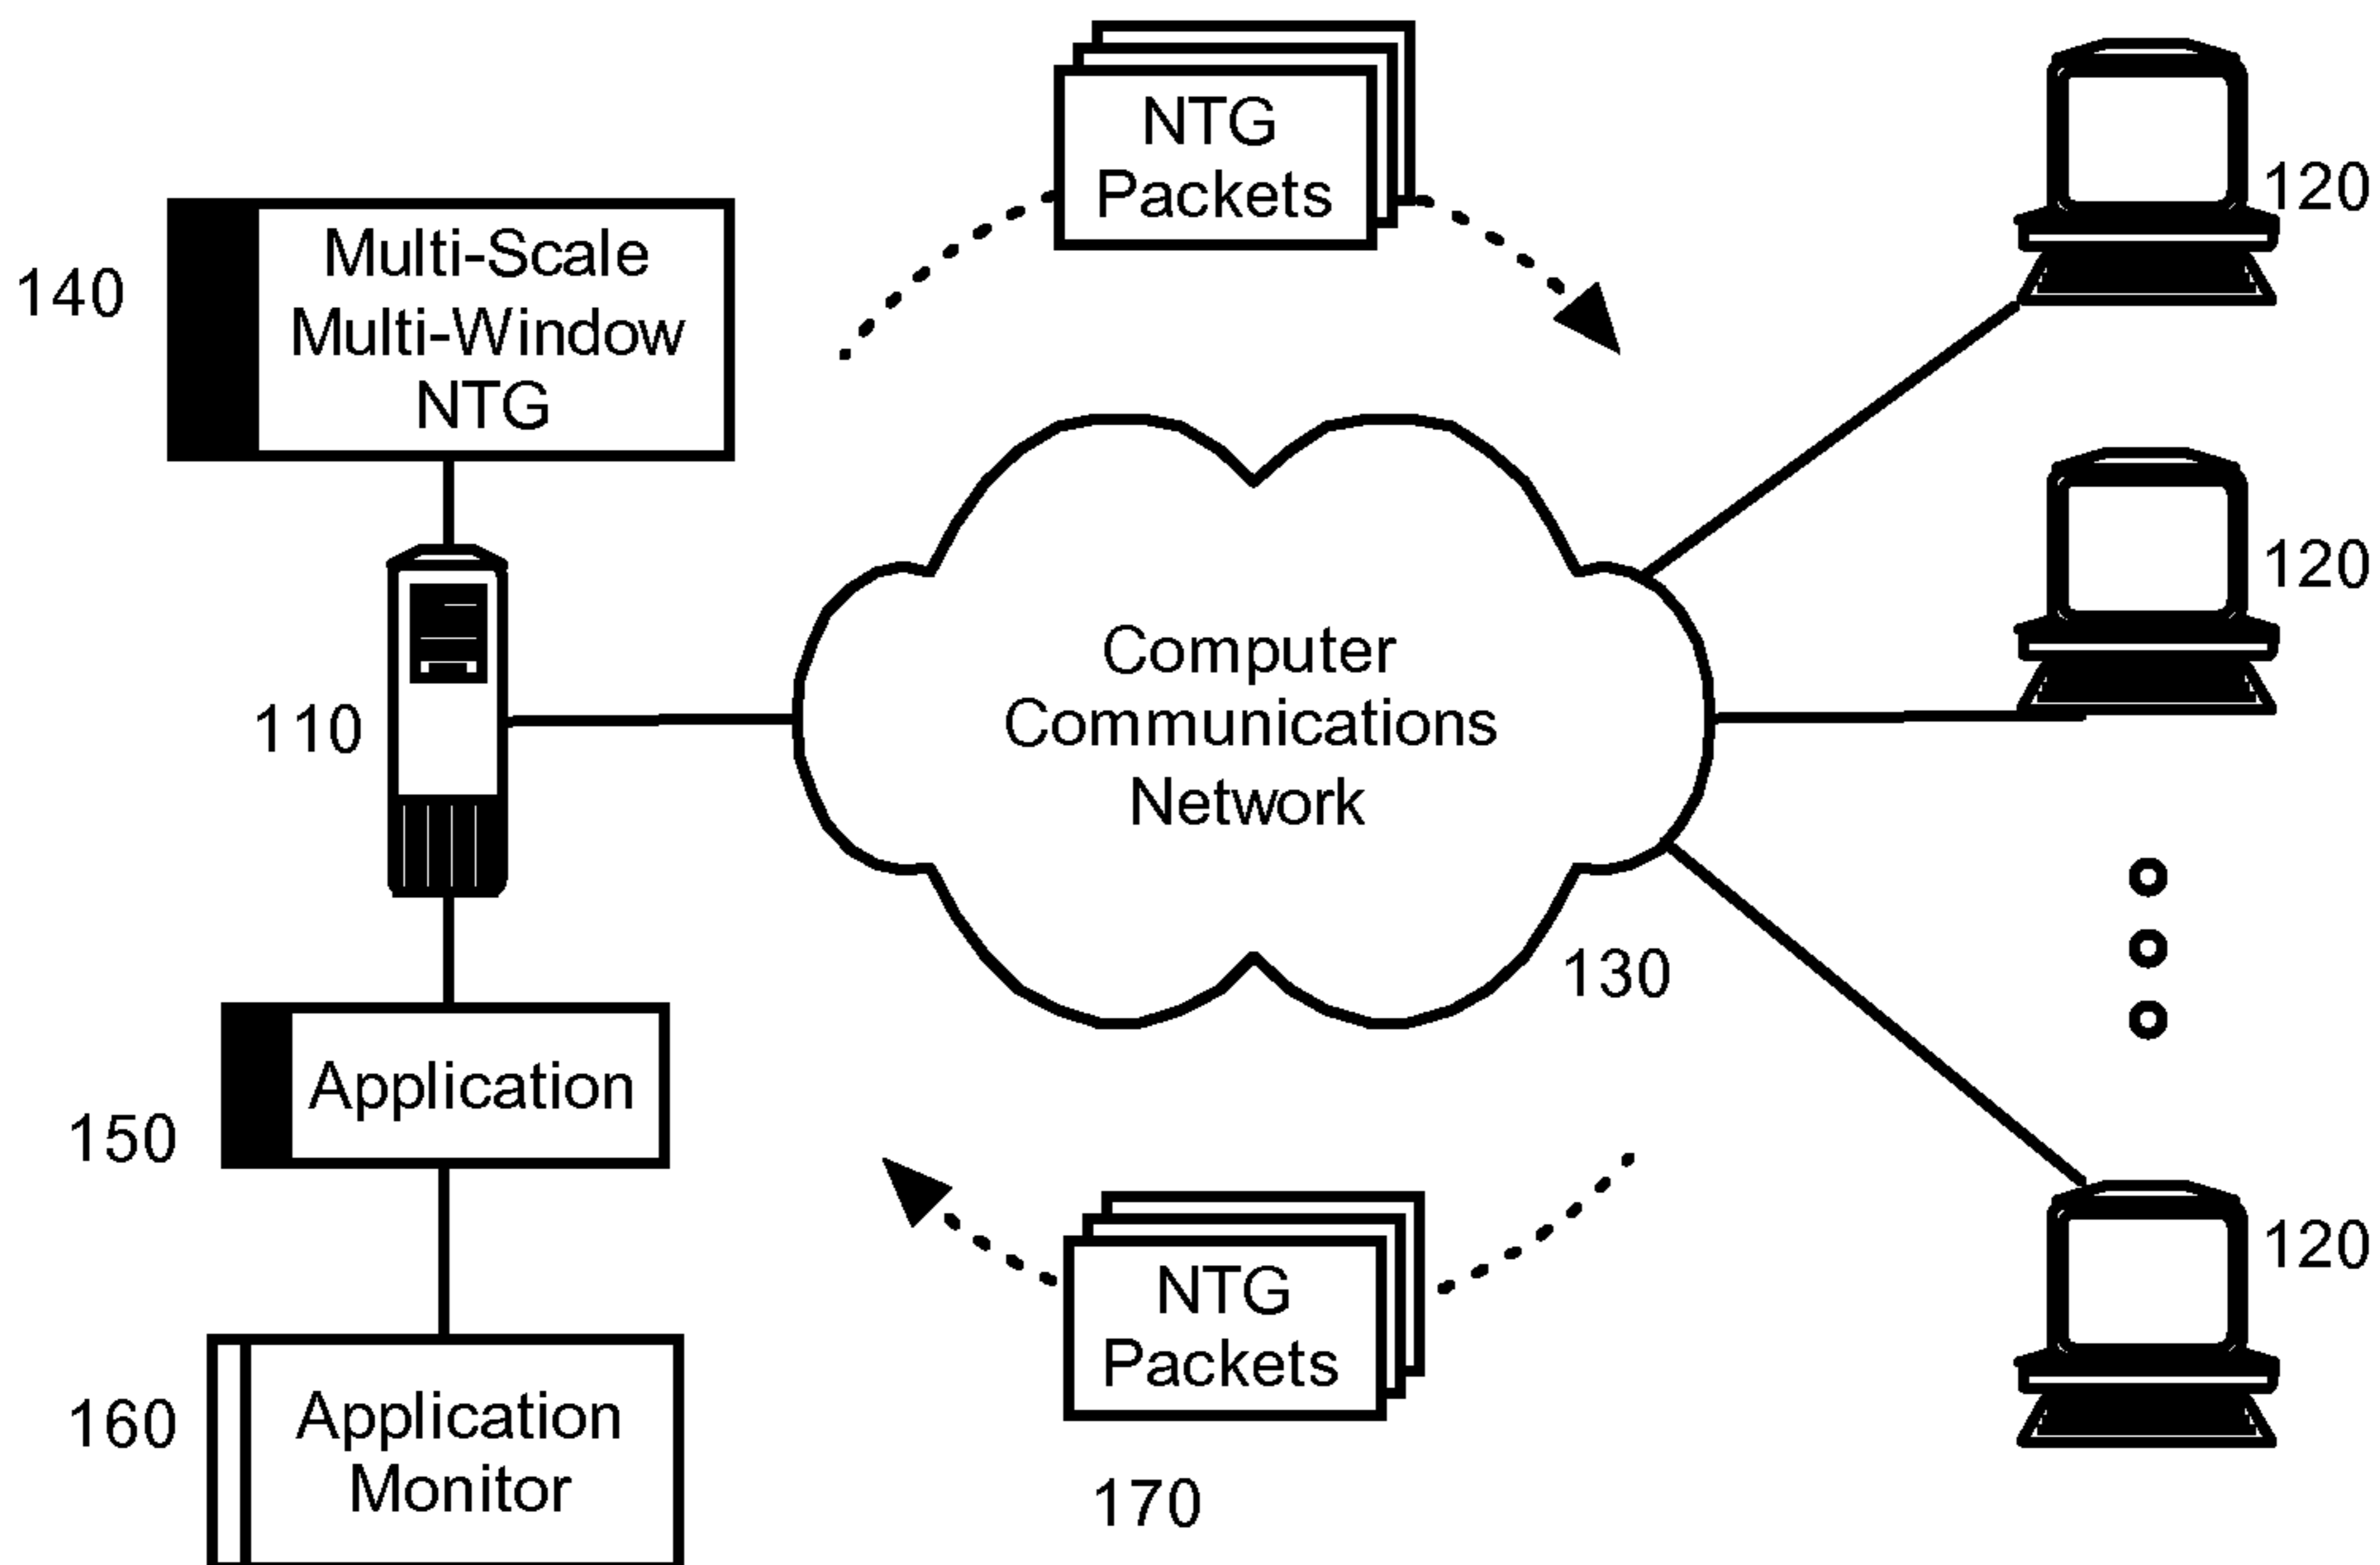 NTG
Packets
120
140
Multi-Scale
Multi-Window
NTG
120
110
Computer
Communications
Network
130
150
Application
120
NTG
Packets
160
Application
Monitor
170